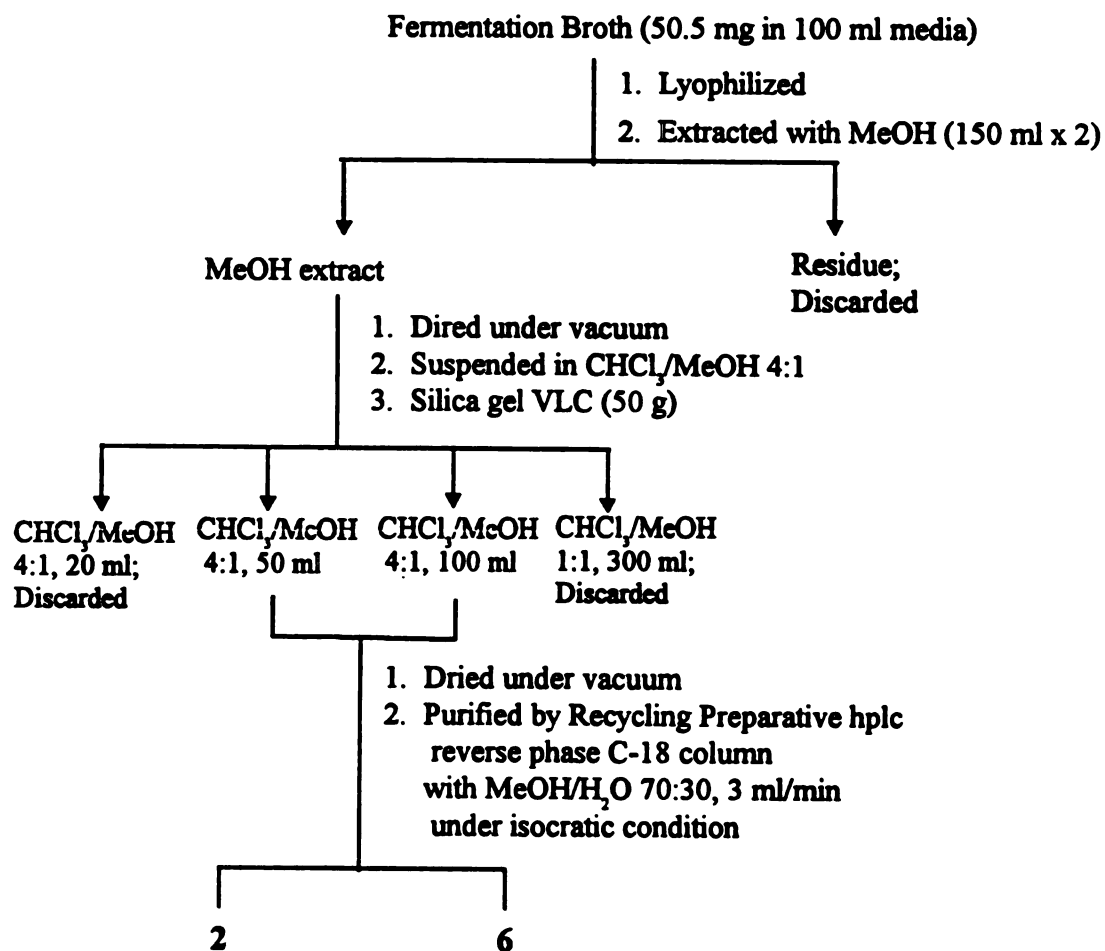 Fermentation Broth (50.5 mg in 100 ml media)
1. Lyophilized
2. Extracted with MeOH (150 ml x 2)
MeOH extract
Residue;
Discarded
1. Dired under vacuum
2. Suspended in CHCl₃/MeOH 4:1
3. Silica gel VLC (50 g)
CHCl₃/MeOH
4:1, 20 ml;
Discarded
CHCl₃/MeOH
4:1, 50 ml
CHCl₃/MeOH
4:1, 100 ml
CHCl₃/MeOH
1:1, 300 ml;
Discarded
1. Dried under vacuum
2. Purified by Recycling Preparative hplc
reverse phase C-18 column
with MeOH/H₂O 70:30, 3 ml/min
under isocratic condition
2
6